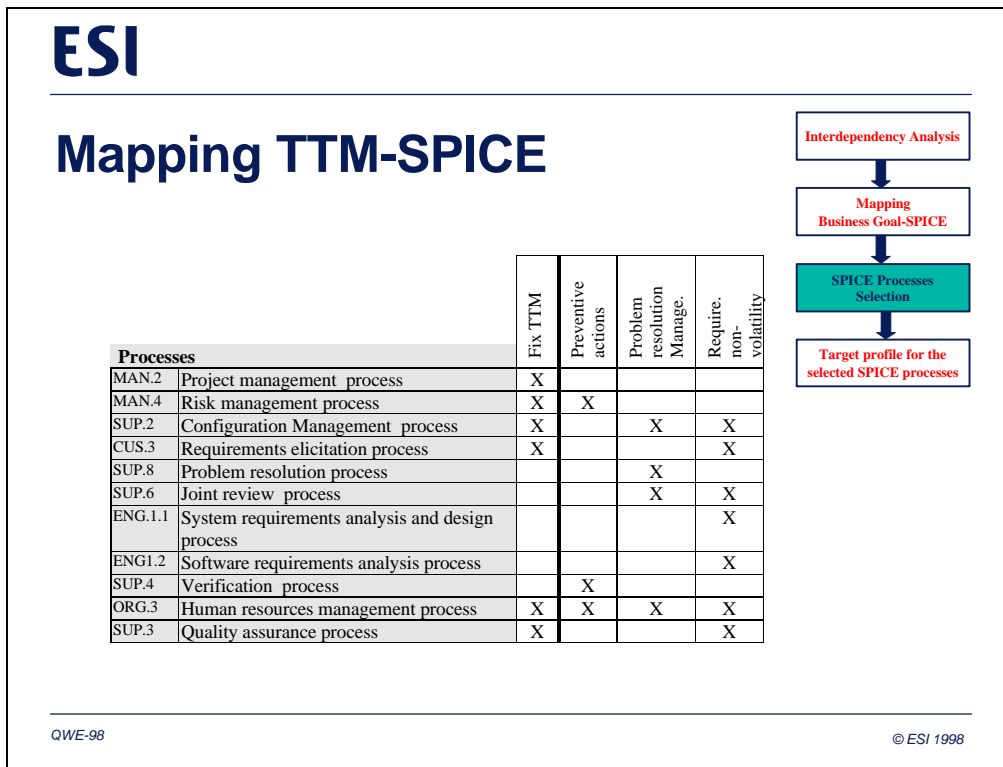 ESI
Mapping TTM-SPICE
Interdependency Analysis
Mapping
Business Goal-SPICE
SPICE Processes
Selection
Target profile for the
selected SPICE processes
Processes
Fix TTM
Preventive
actions
Problem
resolution
Manage.
Require.
non-
volatility
MAN.2 Project management process X
MAN.4 Risk management process X X
SUP.2 Configuration Management process X X X
CUS.3 Requirements elicitation process X X
SUP.8 Problem resolution process X
SUP.6 Joint review process X X
ENG.1.1 System requirements analysis and design X
process
ENG1.2 Software requirements analysis process X
SUP.4 Verification process X
ORG.3 Human resources management process X X X X
SUP.3 Quality assurance process X X
QWE-98
© ESI 1998